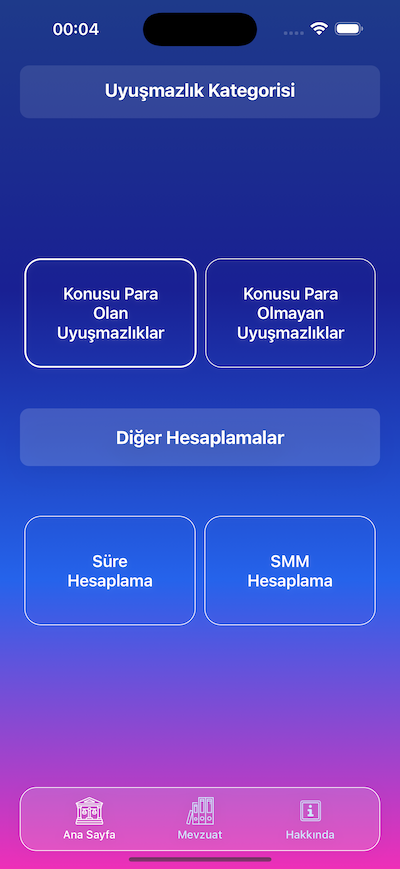 00:04
Uyuşmazlık Kategorisi
Konusu Para
Olan
Uyuşmazlıklar
Konusu Para
Olmayan
Uyuşmazlıklar
Diğer Hesaplamalar
Süre
Hesaplama
SMM
Hesaplama
Ana Sayfa
Mevzuat
Hakkında